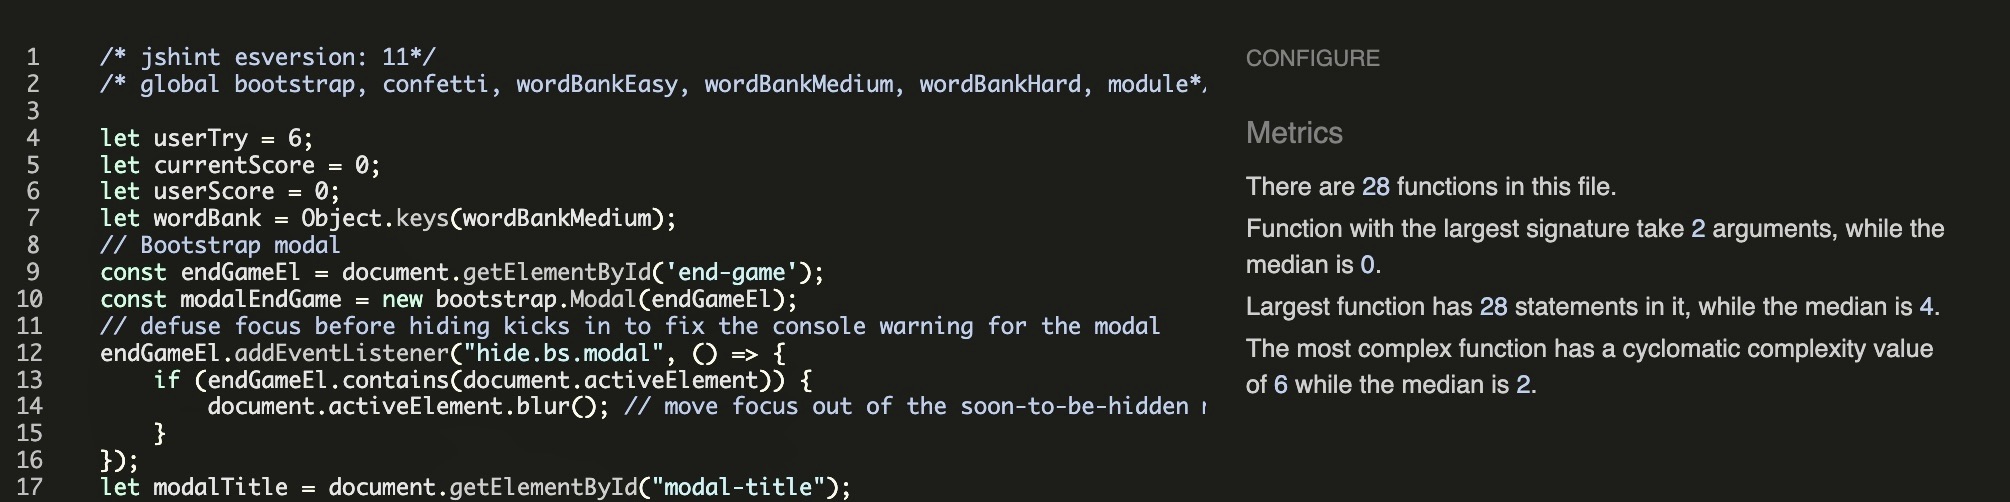 1 /* jshint esversion: 11*/
2 /* global bootstrap, confetti, wordBankEasy, wordBankMedium, wordBankHard, module*/
3
4 let userTry = 6;
5 let currentScore = 0;
6 let userScore = 0;
7 let wordBank = Object.keys(wordBankMedium);
8 // Bootstrap modal
9 const endGameEl = document.getElementById('end-game');
10 const modalEndGame = new bootstrap.Modal(endGameEl);
11 // defuse focus before hiding kicks in to fix the console warning for the modal
12 endGameEl.addEventListener("hide.bs.modal", () => {
13 if (endGameEl.contains(document.activeElement)) {
14 document.activeElement.blur(); // move focus out of the soon-to-be-hidden
15 }
16 });
17 let modalTitle = document.getElementById("modal-title");
CONFIGURE
Metrics
There are 28 functions in this file.
Function with the largest signature take 2 arguments, while the
median is 0.
Largest function has 28 statements in it, while the median is 4.
The most complex function has a cyclomatic complexity value
of 6 while the median is 2.